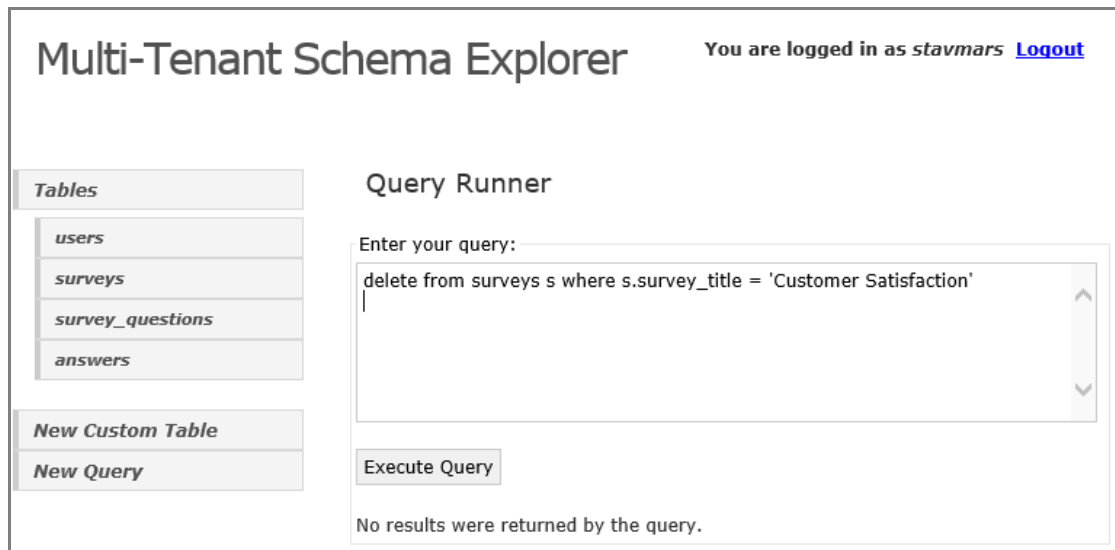 Multi-Tenant Schema Explorer
You are logged in as stavmars Logout
Tables
users
surveys
survey_questions
answers
New Custom Table
New Query
Query Runner
Enter your query:
delete from surveys s where s.survey_title = 'Customer Satisfaction'
Execute Query
No results were returned by the query.